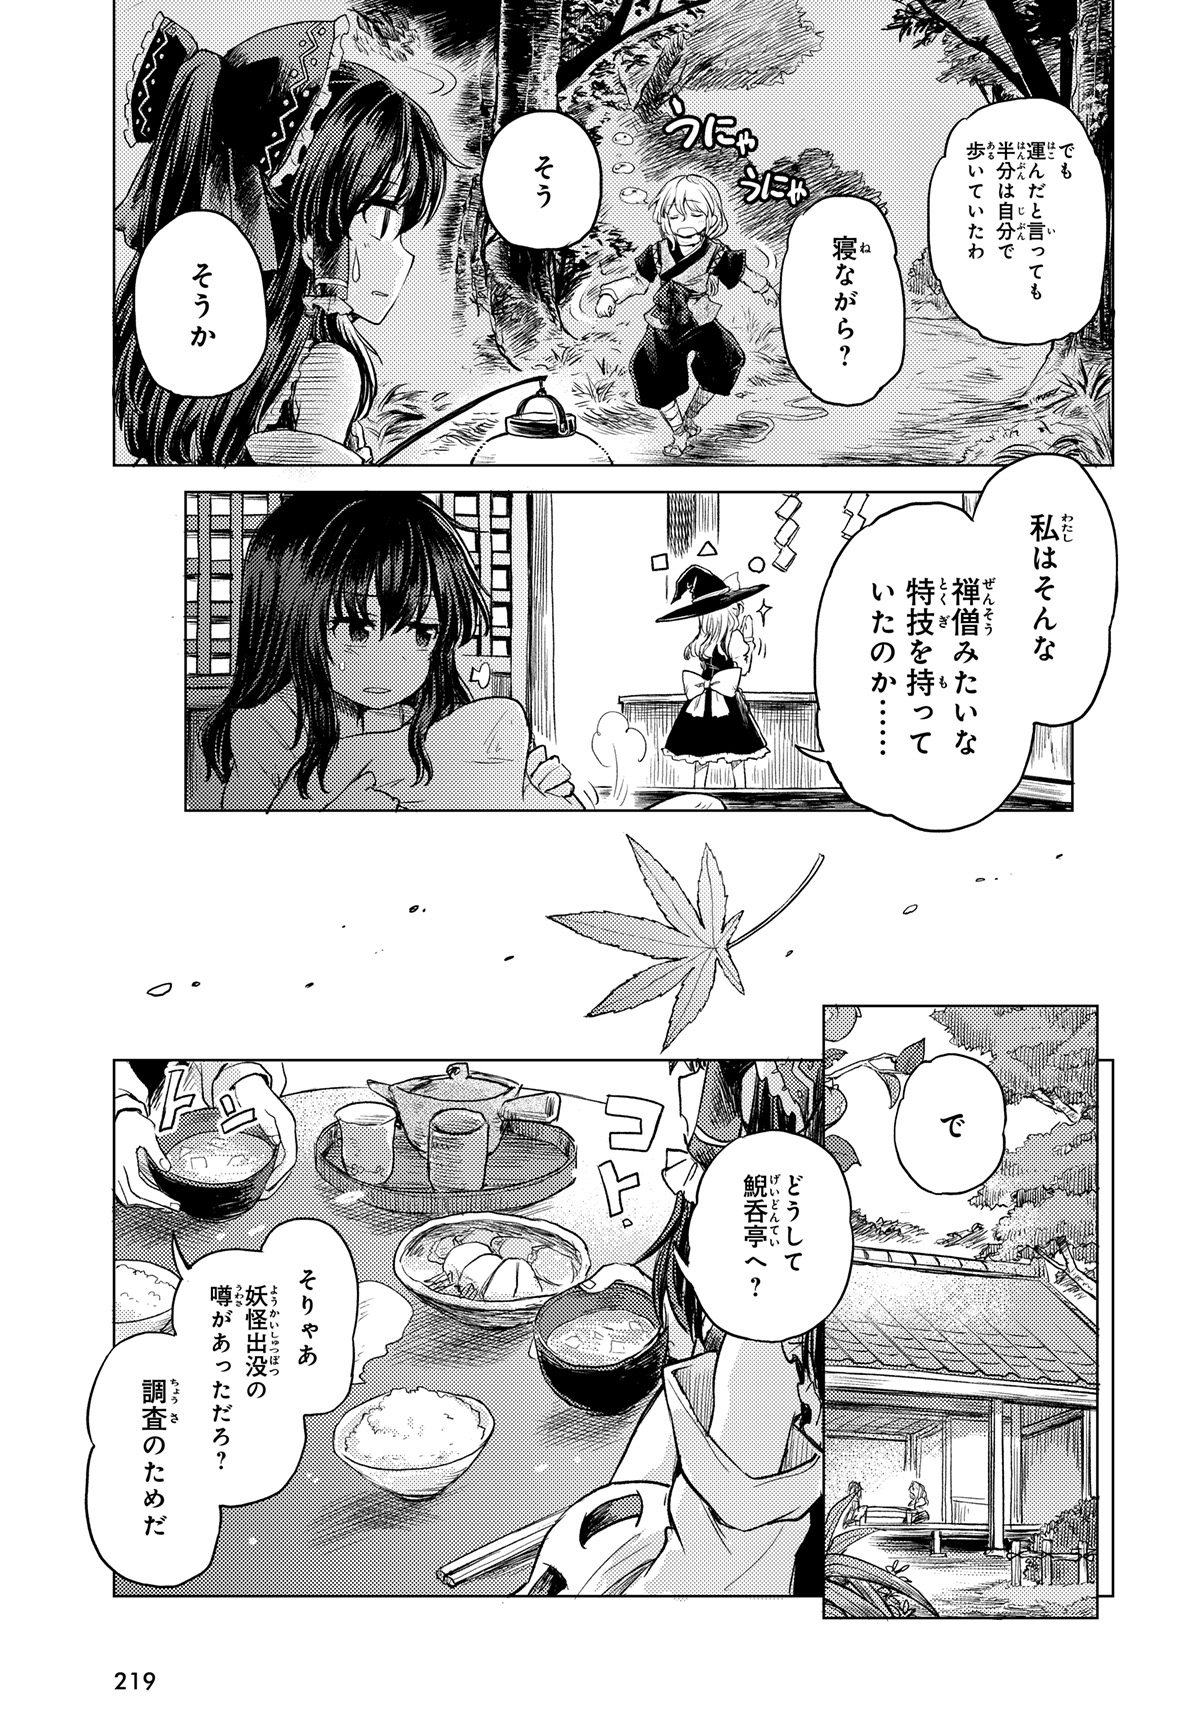 でも
運んだと言っても
半分は自分で
歩いていたわ
寝ながら?
うにゃ
うにゃ
そう
そうか
私はそんな
禅僧みたいな
特技を持って
いたのか……
で
どうして
鯢呑亭へ?
コト
トッ
そりゃあ
妖怪出没の
噂があっただろ?
調査のためだ
219